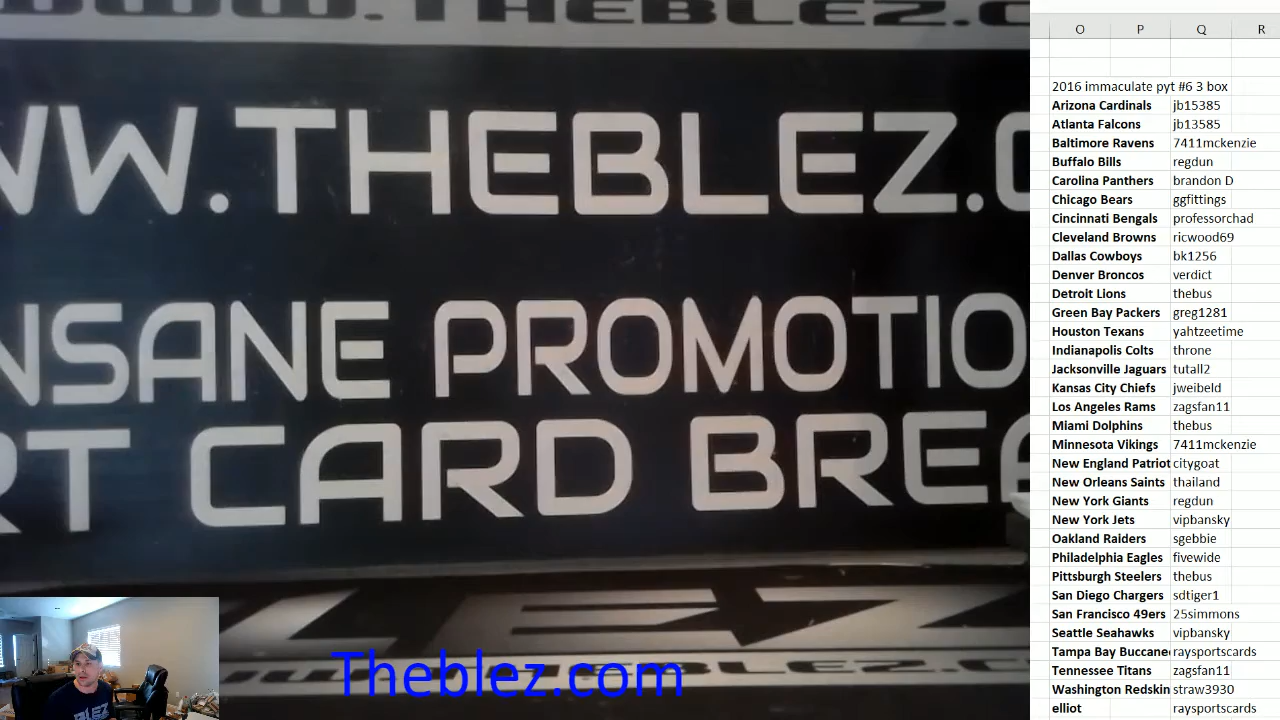 WWW.THEBLEZ.C
WW.THEBLEZ.C
NSANE PROMOTIO
RT CARD BREA
LEZ
WWW.THEBLEZ.C
Theblez.com
BLEZ
O P Q R
2016 immaculate pyt #6 3 box
Arizona Cardinals jb15385
Atlanta Falcons jb13585
Baltimore Ravens 7411mckenzie
Buffalo Bills regdun
Carolina Panthers brandon D
Chicago Bears ggfittings
Cincinnati Bengals professorchad
Cleveland Browns ricwood69
Dallas Cowboys bk1256
Denver Broncos verdict
Detroit Lions thebus
Green Bay Packers greg1281
Houston Texans yahtzeetime
Indianapolis Colts throne
Jacksonville Jaguars tutall2
Kansas City Chiefs jweibeld
Los Angeles Rams zagsfan11
Miami Dolphins thebus
Minnesota Vikings 7411mckenzie
New England Patriot citygoat
New Orleans Saints thailand
New York Giants regdun
New York Jets vipbansky
Oakland Raiders sgebbie
Philadelphia Eagles fivewide
Pittsburgh Steelers thebus
San Diego Chargers sdtiger1
San Francisco 49ers 25simmons
Seattle Seahawks vipbansky
Tampa Bay Buccane raysportscards
Tennessee Titans zagsfan11
Washington Redskin straw3930
elliot raysportscards